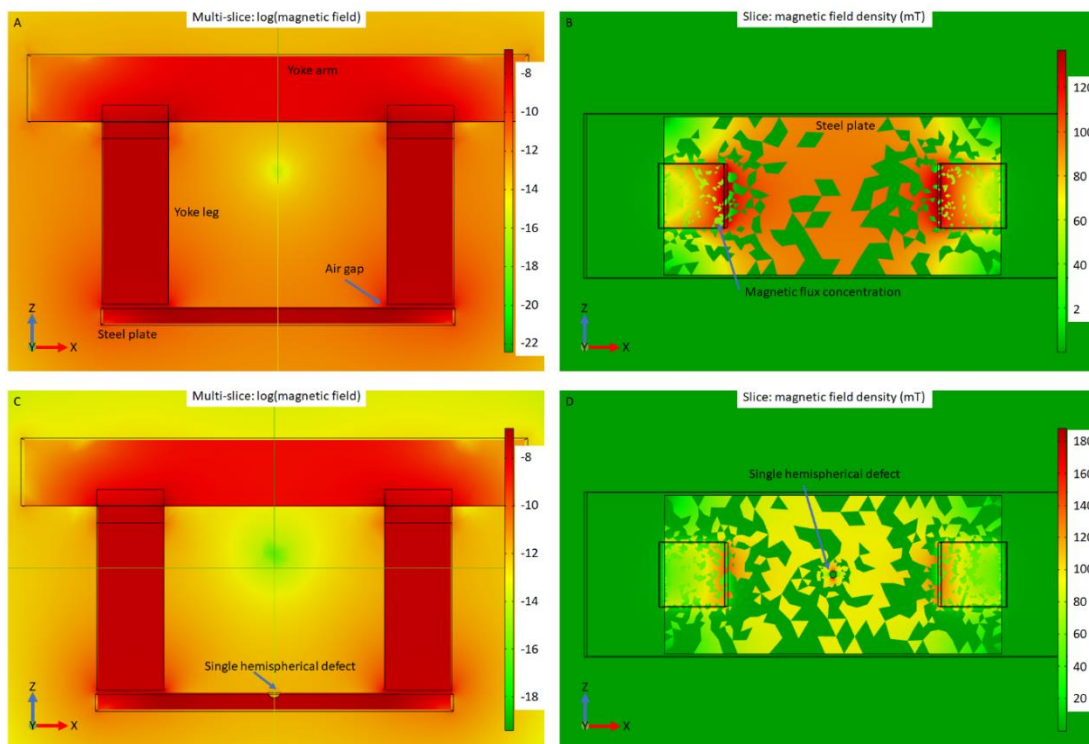 A
Multi-slice: log(magnetic field)
Yoke arm
Yoke leg
Air gap
Steel plate
Z
Y
X
-8
-10
-12
-14
-16
-18
-20
-22
B
Slice: magnetic field density (mT)
Steel plate
Magnetic flux concentration
Z
Y
X
120
100
80
60
40
2
C
Multi-slice: log(magnetic field)
Single hemispherical defect
Z
Y
X
-8
-10
-12
-14
-16
-18
D
Slice: magnetic field density (mT)
Single hemispherical defect
Z
Y
X
180
160
140
120
100
80
60
40
20